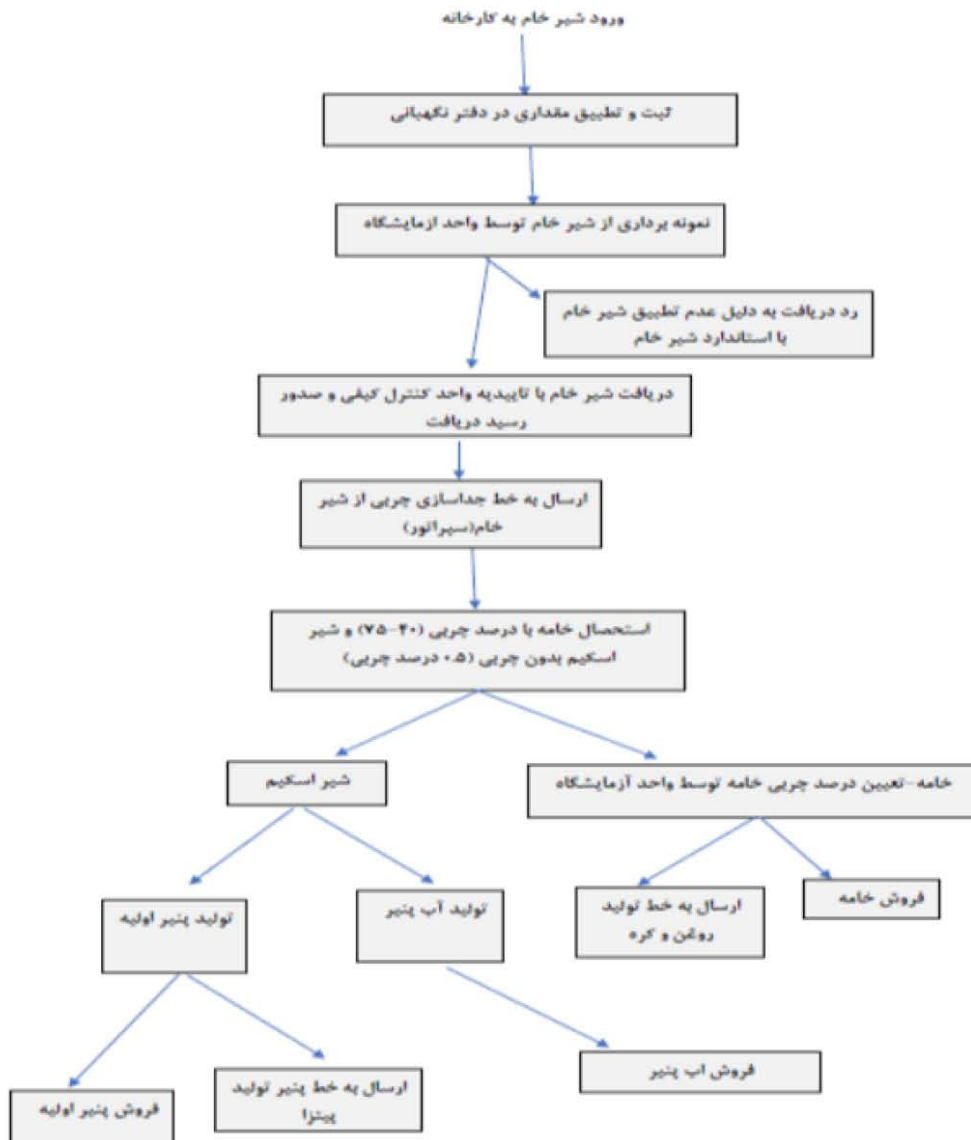 ورود شیر خام به کارخانه
ثبت و تطبیق مقداری در دفتر نگهبانی
نمونه برداری از شیر خام توسط واحد ازمایشگاه
رد دریافت به دلیل عدم تطبیق شیر خام
با استاندارد شیر خام
دریافت شیر خام با تاییدیه واحد کنترل کیفی و صدور
رسید دریافت
ارسال به خط جداسازی چربی از شیر
خام(سپراتور)
استحصال خامه با درصد چربی (۴۰-۷۵) و شیر
اسکیم بدون چربی (۰.۵ درصد چربی)
خامه-تعیین درصد چربی خامه توسط واحد آزمایشگاه
شیر اسکیم
فروش خامه
ارسال به خط تولید
روغن و کره
تولید آب پنیر
تولید پنیر اولیه
فروش اب پنیر
ارسال به خط پنیر تولید
پیتزا
فروش پنیر اولیه